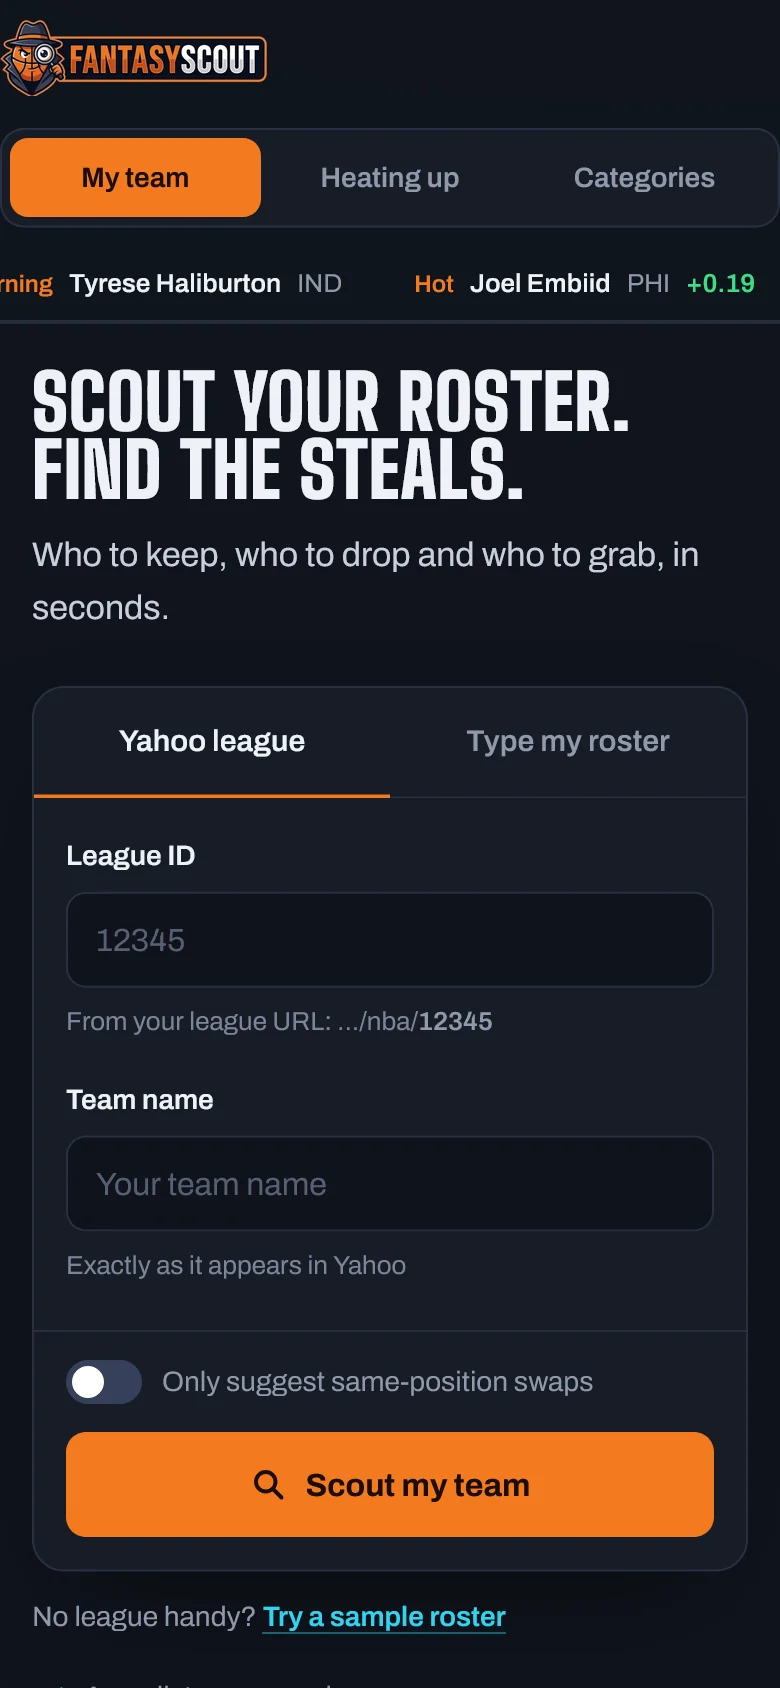 FANTASYSCOUT
My team Heating up Categories
Tyrese Haliburton IND Hot Joel Embiid PHI +0.19
SCOUT YOUR ROSTER.
FIND THE STEALS.
Who to keep, who to drop and who to grab, in
seconds.
Yahoo league Type my roster
League ID
12345
From your league URL: .../nba/12345
Team name
Your team name
Exactly as it appears in Yahoo
Only suggest same-position swaps
Scout my team
No league handy? Try a sample roster